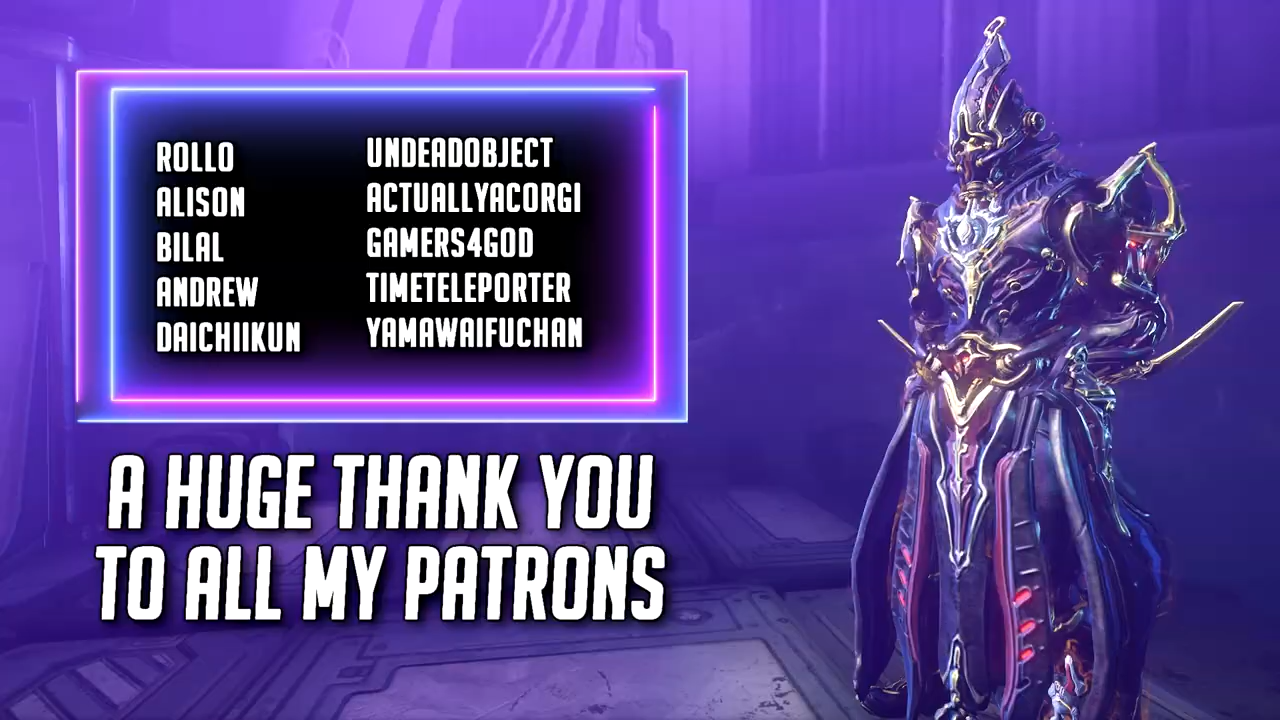 ROLLO
ALISON
BILAL
ANDREW
DAICHIIKUN
UNDEADOBJECT
ACTUALLYACORGI
GAMERS4GOD
TIMETELEPORTER
YAMAWAIFUCHAN
A HUGE THANK YOU
TO ALL MY PATRONS